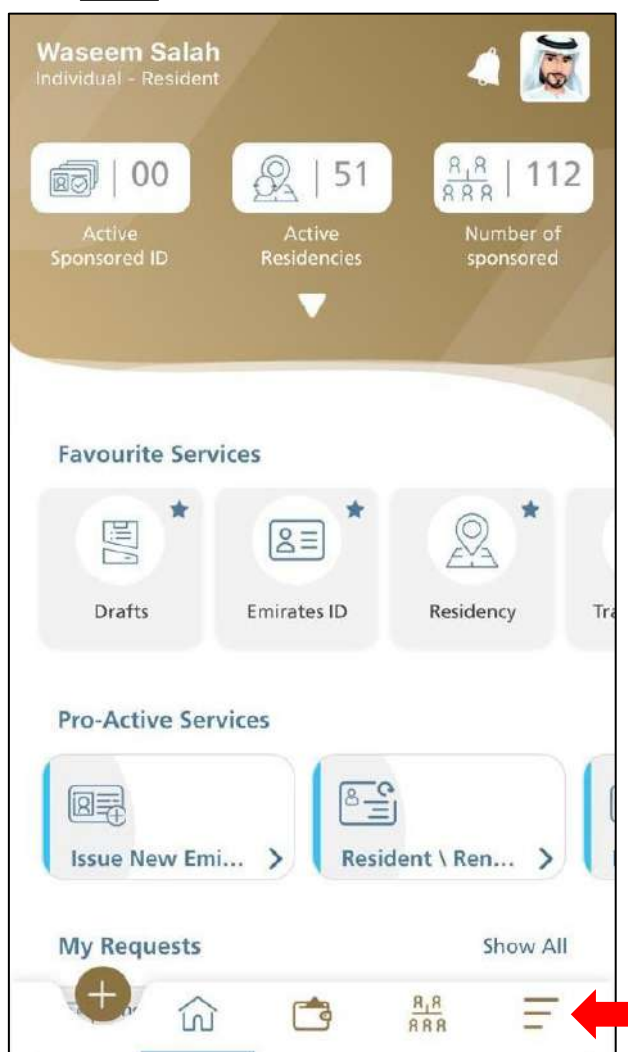 Waseem Salah
Individual - Resident
00
51
112
Active
Sponsored ID
Active
Residencies
Number of
sponsored
Favourite Services
Drafts
Emirates ID
Residency
Tra
Pro-Active Services
Issue New Emi...
Resident \ Ren...
My Requests
Show All